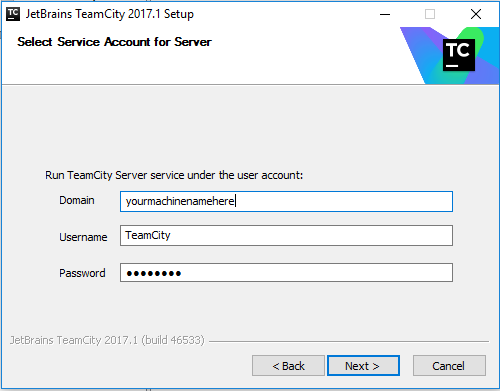 TC JetBrains TeamCity 2017.1 Setup
Select Service Account for Server
TC
Run TeamCity Server service under the user account:
Domain yourmachinenamehere
Username TeamCity
Password ●●●●●●●●
JetBrains TeamCity 2017.1 (build 46533)
< Back Next > Cancel